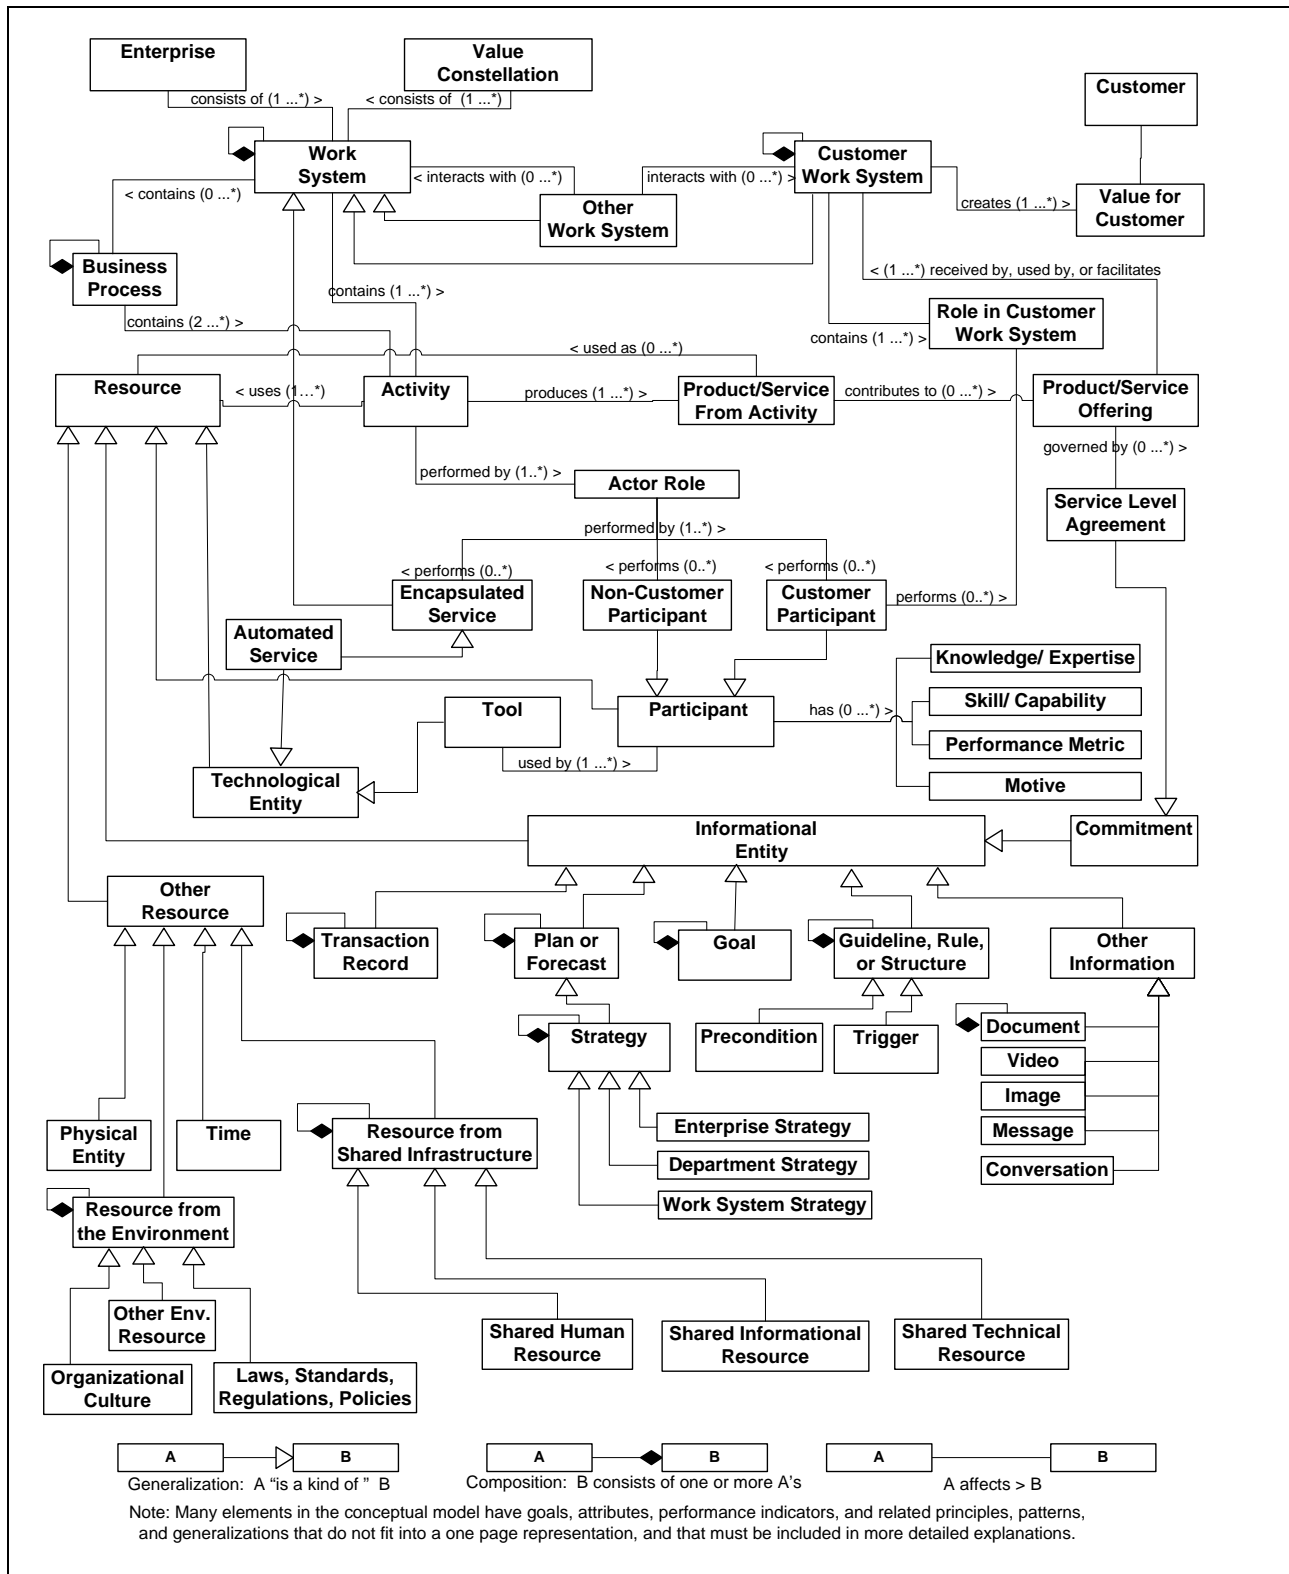 Enterprise
Value
Constellation
consists of (1 ...*) >
< consists of  (1 ...*)
Customer
Work
System
Customer
Work System
< interacts with (0 ...*)
interacts with (0 ...*) >
< contains (0 ...*)
Other
Work System
creates (1 ...*) >
Value for
Customer
Business
Process
< (1 ...*) received by, used by, or facilitates
contains (1 ...*) >
Role in Customer
Work System
contains (2 ...*) >
contains (1 ...*) >
< used as (0 ...*)
Resource
< uses (1...*)
Activity
produces (1 ...*) >
Product/Service
From Activity
contributes to (0 ...*) >
Product/Service
Offering
governed by (0 ...*) >
performed by (1..*) >
Actor Role
Service Level
Agreement
performed by (1..*) >
< performs (0..*)
< performs (0..*)
< performs (0..*)
Encapsulated
Service
Non-Customer
Participant
Customer
Participant
performs (0..*) >
Automated
Service
Knowledge/ Expertise
Tool
Participant
has (0 ...*) >
Skill/ Capability
Performance Metric
used by (1 ...*) >
Technological
Entity
Motive
Informational
Entity
Commitment
Other
Resource
Transaction
Record
Plan or
Forecast
Goal
Guideline, Rule,
or Structure
Other
Information
Strategy
Precondition
Trigger
Document
Video
Image
Message
Conversation
Physical
Entity
Time
Resource from
Shared Infrastructure
Enterprise Strategy
Department Strategy
Work System Strategy
Resource from
the Environment
Other Env.
Resource
Shared Human
Resource
Shared Informational
Resource
Shared Technical
Resource
Organizational
Culture
Laws, Standards,
Regulations, Policies
A
B
A
B
A
B
Generalization:  A “is a kind of ”  B
Composition:  B consists of one or more A's
A affects > B
Note: Many elements in the conceptual model have goals, attributes, performance indicators, and related principles, patterns,
and generalizations that do not fit into a one page representation, and that must be included in more detailed explanations.